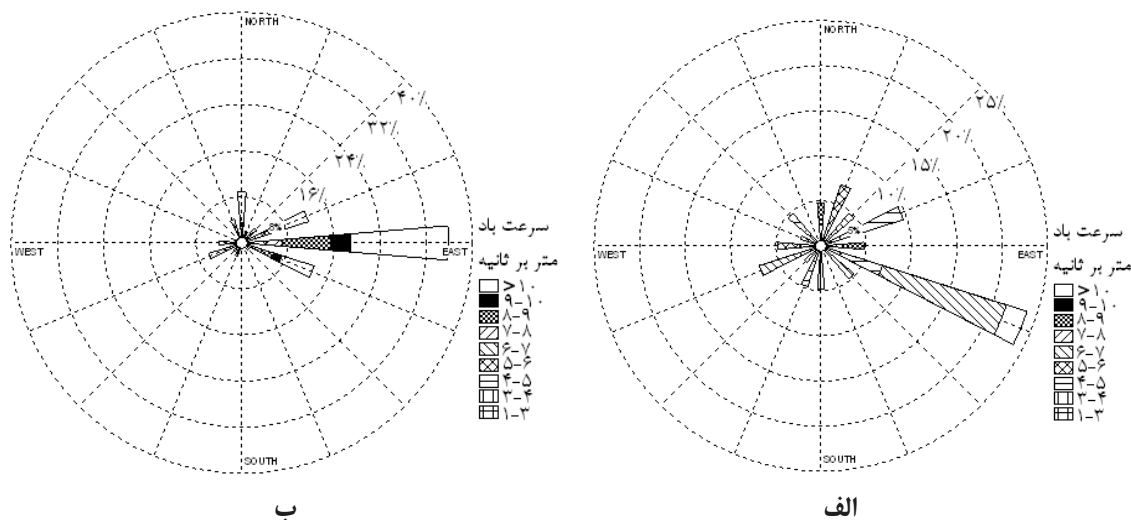 NORTH
۲۵٪
۲۰٪
۱۵٪
۱۰٪
۵٪
WEST
EAST
SOUTH
سرعت باد
متر بر ثانیه
>۱۰
۹-۱۰
۸-۹
۷-۸
۶-۷
۵-۶
۴-۵
۳-۴
۱-۳
الف
NORTH
۴۰٪
۳۲٪
۲۴٪
۱۶٪
۸٪
WEST
EAST
SOUTH
سرعت باد
متر بر ثانیه
>۱۰
۹-۱۰
۸-۹
۷-۸
۶-۷
۵-۶
۴-۵
۳-۴
۱-۳
ب